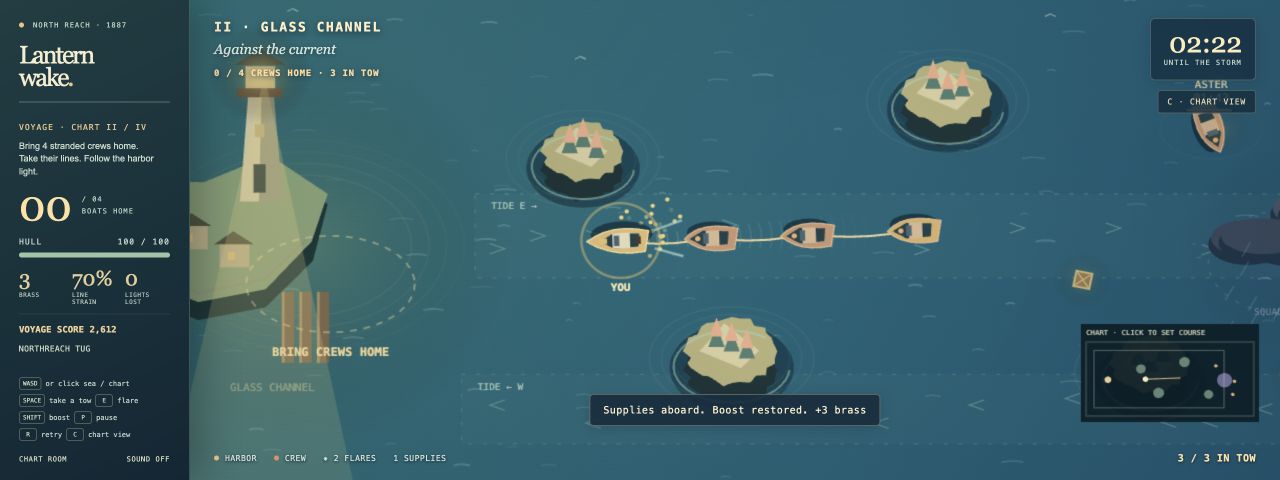 NORTH REACH · 1887
Lantern
wake.
VOYAGE · CHART II / IV
Bring 4 stranded crews home.
Take their lines. Follow the harbor
light.
00 / 04
BOATS HOME
HULL 100 / 100
3 70% 0
BRASS LINE STRAIN LIGHTS LOST
VOYAGE SCORE 2,612
NORTHREACH TUG
WASD or click sea / chart
SPACE take a tow E flare
SHIFT boost P pause
R retry C chart view
CHART ROOM SOUND OFF
II · GLASS CHANNEL
Against the current
0 / 4 CREWS HOME · 3 IN TOW
02:22
UNTIL THE STORM
ASTER
C · CHART VIEW
TIDE E →
YOU
BRING CREWS HOME
GLASS CHANNEL
TIDE ← W
CHART · CLICK TO SET COURSE
Supplies aboard. Boost restored. +3 brass
HARBOR CREW 2 FLARES 1 SUPPLIES
3 / 3 IN TOW